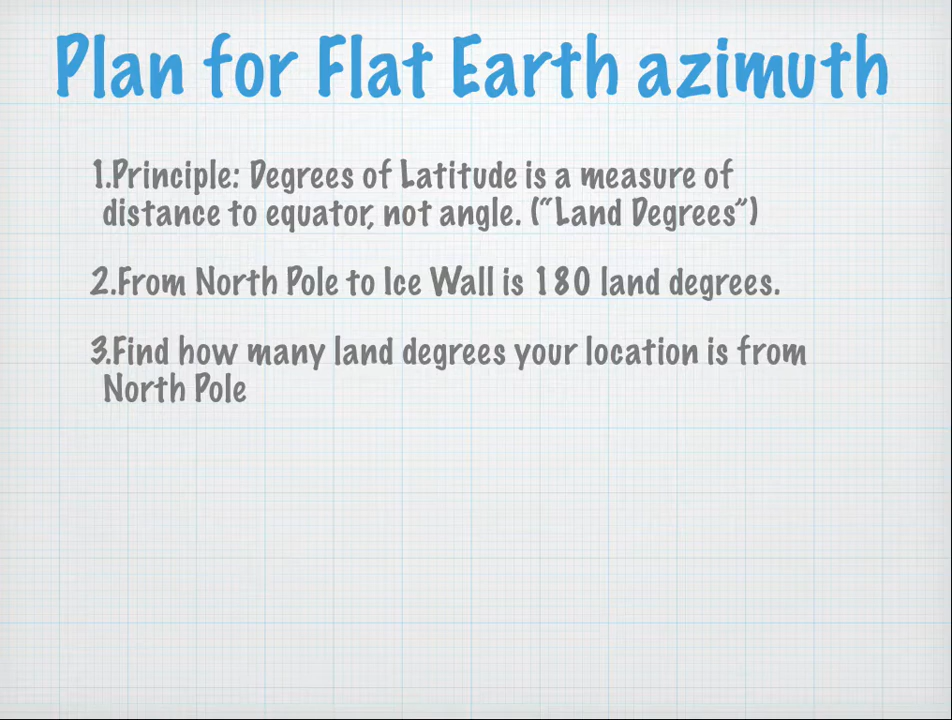 Plan for Flat Earth azimuth
1.Principle: Degrees of Latitude is a measure of
distance to equator, not angle. (“Land Degrees”)
2.From North Pole to Ice Wall is 180 land degrees.
3.Find how many land degrees your location is from
North Pole